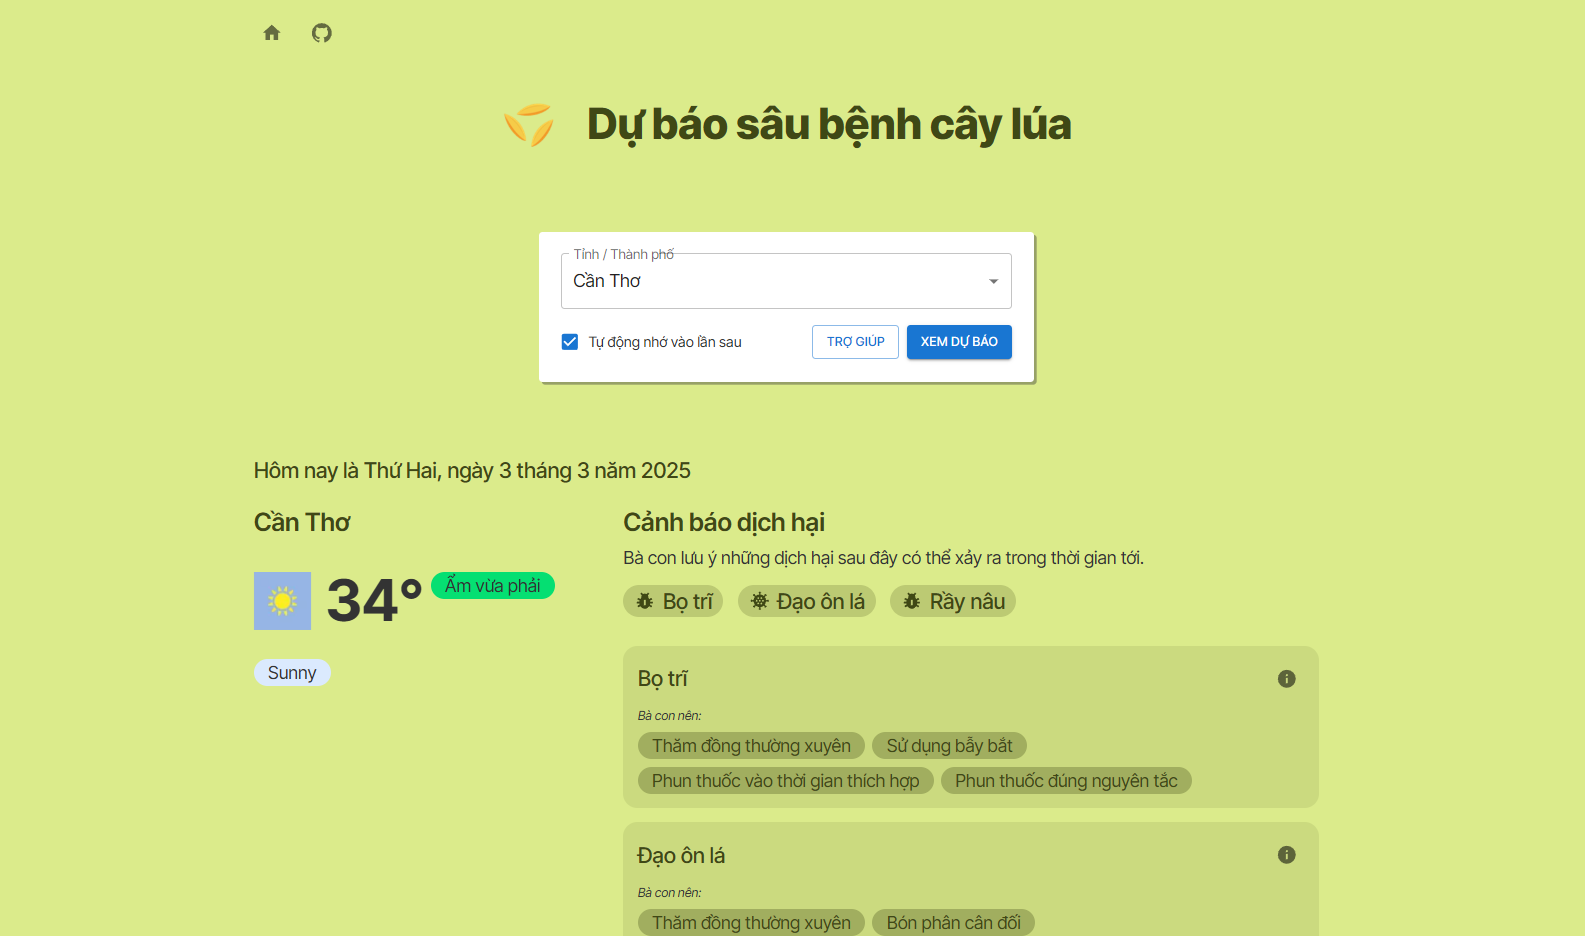 Dự báo sâu bệnh cây lúa
Tỉnh / Thành phố
Cần Thơ
Tự động nhớ vào lần sau
TRỢ GIÚP
XEM DỰ BÁO
Hôm nay là Thứ Hai, ngày 3 tháng 3 năm 2025
Cần Thơ
34°
Ẩm vừa phải
Sunny
Cảnh báo dịch hại
Bà con lưu ý những dịch hại sau đây có thể xảy ra trong thời gian tới.
Bọ trĩ
Đạo ôn lá
Rầy nâu
Bọ trĩ
Bà con nên:
Thăm đồng thường xuyên
Sử dụng bẫy bắt
Phun thuốc vào thời gian thích hợp
Phun thuốc đúng nguyên tắc
Đạo ôn lá
Bà con nên:
Thăm đồng thường xuyên
Bón phân cân đối